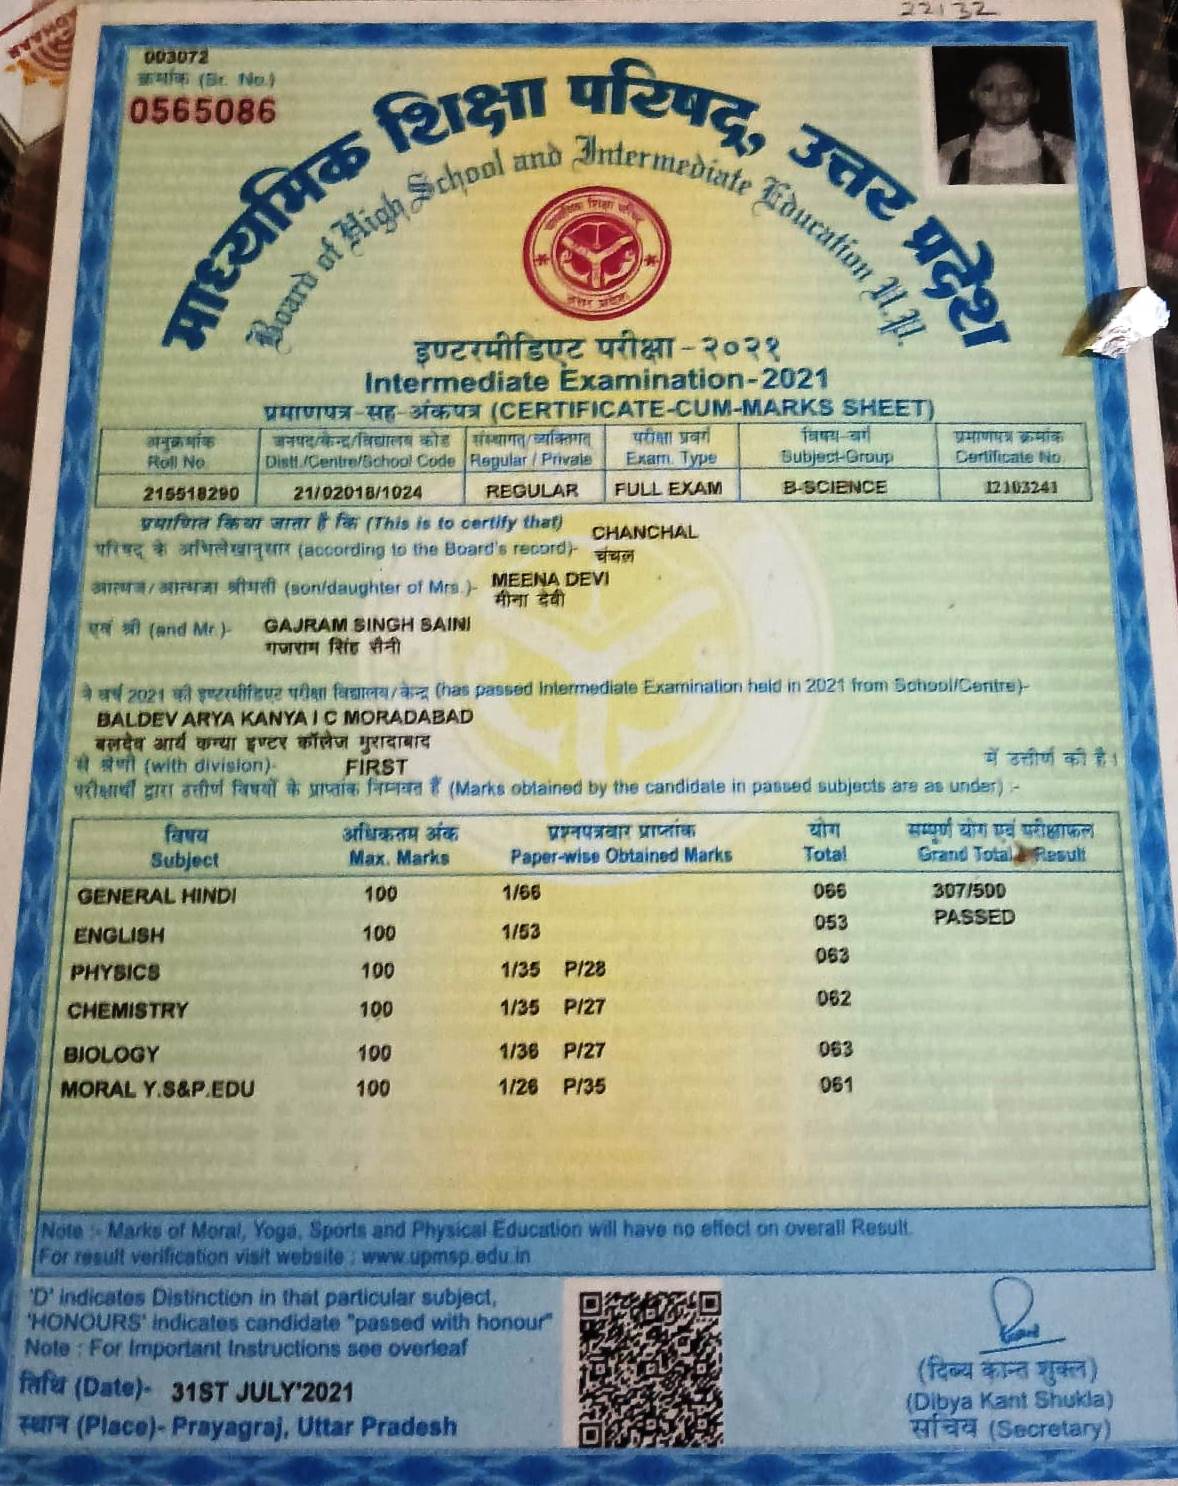 22132
003072
क्रमांक (Sr. No.)
0565086
माध्यमिक शिक्षा परिषद्, उत्तर प्रदेश
Board of High School and Intermediate Education U.P.
माध्यमिक शिक्षा परिषद्
उत्तर प्रदेश
इण्टरमीडिएट परीक्षा-२०२१
Intermediate Examination-2021
प्रमाणपत्र-सह-अंकपत्र (CERTIFICATE-CUM-MARKS SHEET)
अनुक्रमांक जनपद/केन्द्र/विद्यालय कोड संस्थागत/व्यक्तिगत परीक्षा प्रवर्ग विषय-वर्ग प्रमाणपत्र क्रमांक
Roll No. Distt./Centre/School Code Regular / Private Exam. Type Subject-Group Certificate No.
215518290 21/02018/1024 REGULAR FULL EXAM B-SCIENCE 12103241
प्रमाणित किया जाता है कि (This is to certify that) CHANCHAL
परिषद के अभिलेखानुसार (according to the Board's record)- चंचल
आत्मज/आत्मजा श्रीमती (son/daughter of Mrs.)- MEENA DEVI
मीना देवी
एवं श्री (and Mr.)- GAJRAM SINGH SAINI
गजराम सिंह सैनी
ने वर्ष 2021 की इण्टरमीडिएट परीक्षा विद्यालय/केन्द्र (has passed Intermediate Examination held in 2021 from School/Centre)-
BALDEV ARYA KANYA I C MORADABAD
बलदेव आर्य कन्या इण्टर कॉलेज मुरादाबाद
से श्रेणी (with division)- FIRST में उत्तीर्ण की है।
परीक्षार्थी द्वारा उत्तीर्ण विषयों के प्राप्तांक निम्नवत हैं (Marks obtained by the candidate in passed subjects are as under) :-
विषय अधिकतम अंक प्रश्नपत्रवार प्राप्तांक योग सम्पूर्ण योग एवं परीक्षाफल
Subject Max. Marks Paper-wise Obtained Marks Total Grand Total Result
GENERAL HINDI 100 1/66 066 307/500
PASSED
ENGLISH 100 1/53 053
PHYSICS 100 1/35 P/28 063
CHEMISTRY 100 1/35 P/27 062
BIOLOGY 100 1/36 P/27 063
MORAL Y.S&P.EDU 100 1/26 P/35 061
Note :- Marks of Moral, Yoga, Sports and Physical Education will have no effect on overall Result.
For result verification visit website : www.upmsp.edu.in
'D' indicates Distinction in that particular subject,
'HONOURS' indicates candidate "passed with honour"
Note : For Important Instructions see overleaf
तिथि (Date)- 31ST JULY'2021
स्थान (Place)- Prayagraj, Uttar Pradesh
(दिव्य कान्त शुक्ल)
(Dibya Kant Shukla)
सचिव (Secretary)